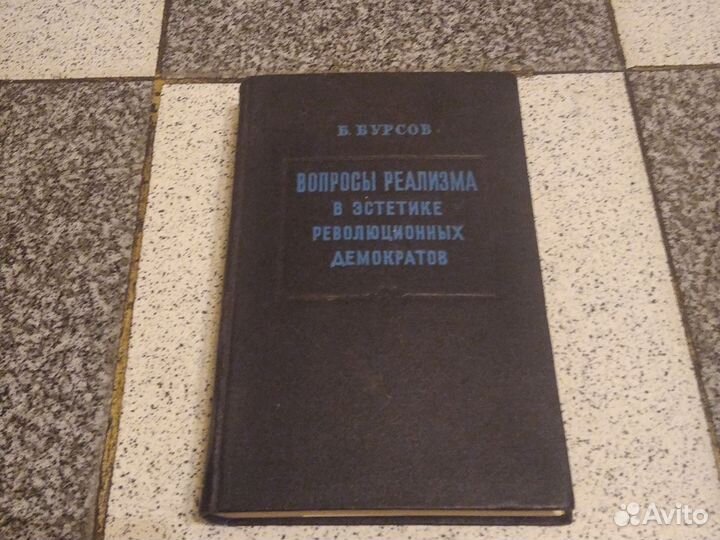 Б. БУРСОВ
ВОПРОСЫ РЕАЛИЗМА
В ЭСТЕТИКЕ
РЕВОЛЮЦИОННЫХ
ДЕМОКРАТОВ
Avito